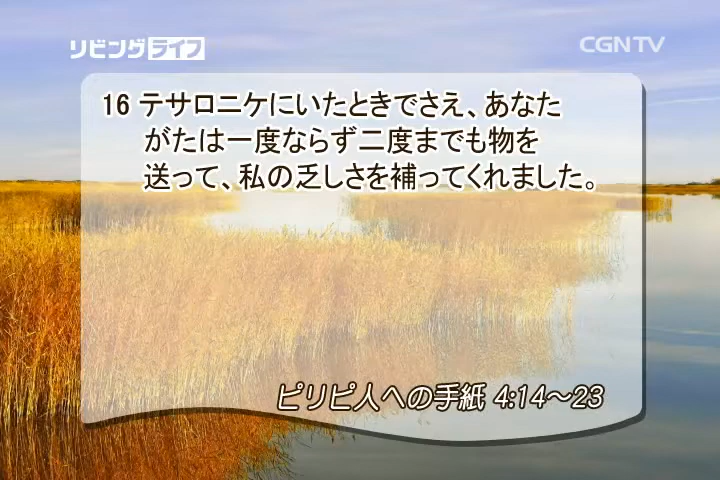 リビングライフ
CGNTV
16 テサロニケにいたときでさえ、あなた
がたは一度ならず二度までも物を
送って、私の乏しさを補ってくれました。
ピリピ人への手紙 4:14～23